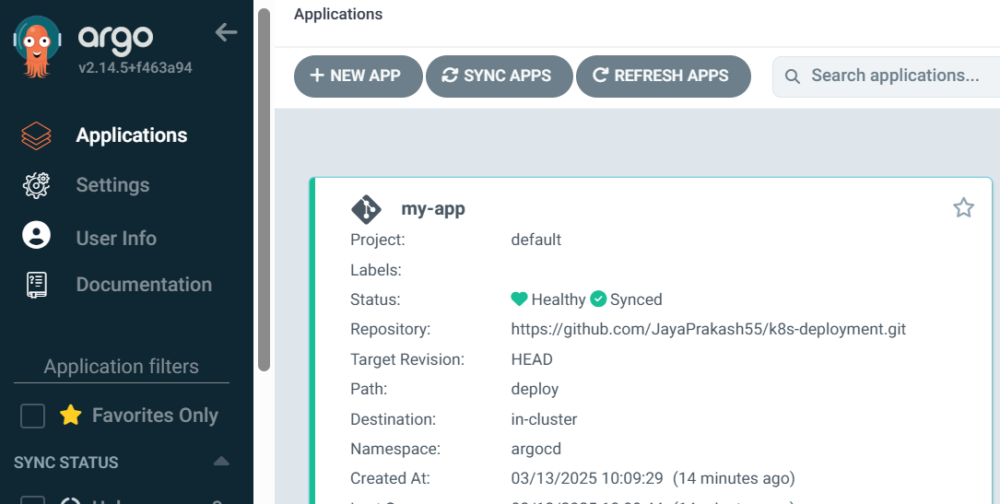 argo
v2.14.5+f463a94
Applications
Settings
User Info
Documentation
Application filters
Favorites Only
SYNC STATUS
Applications
NEW APP
SYNC APPS
REFRESH APPS
Search applications...
my-app
Project: default
Labels:
Status: Healthy Synced
Repository: https://github.com/JayaPrakash55/k8s-deployment.git
Target Revision: HEAD
Path: deploy
Destination: in-cluster
Namespace: argocd
Created At: 03/13/2025 10:09:29 (14 minutes ago)